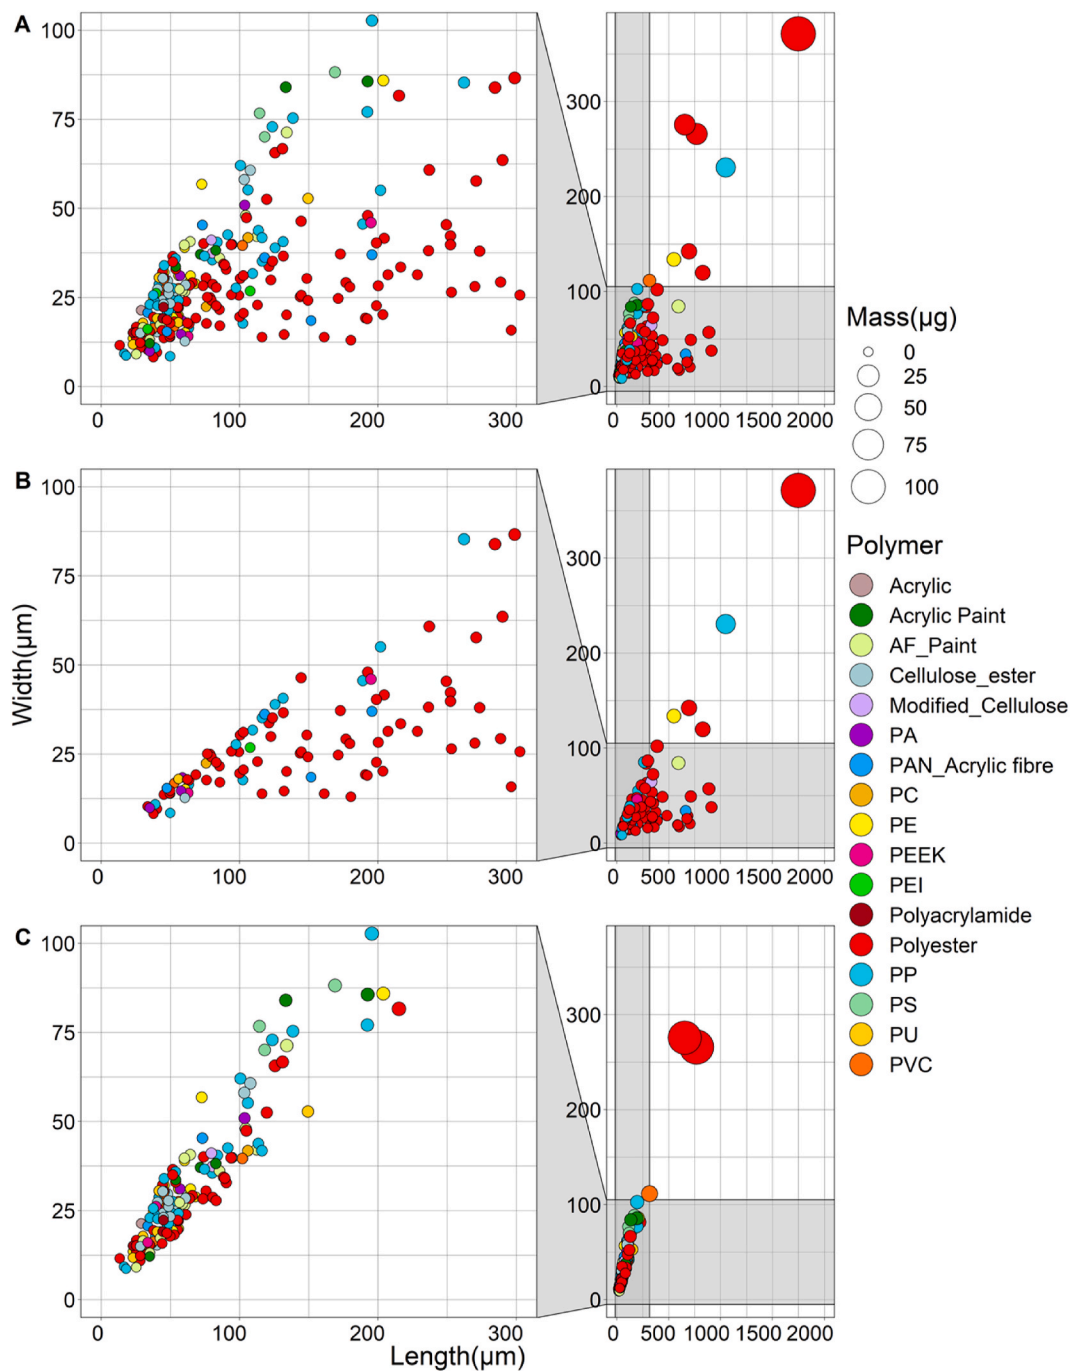 A
100
75
50
25
0
0
100
200
300
300
200
100
0
0
500
1000
1500
2000
B
100
75
50
25
0
0
100
200
300
300
200
100
0
0
500
1000
1500
2000
C
100
75
50
25
0
0
100
200
300
300
200
100
0
0
500
1000
1500
2000
Width(µm)
Length(µm)
Mass(µg)
0
25
50
75
100
Polymer
Acrylic
Acrylic Paint
AF_Paint
Cellulose_ester
Modified_Cellulose
PA
PAN_Acrylic fibre
PC
PE
PEEK
PEI
Polyacrylamide
Polyester
PP
PS
PU
PVC